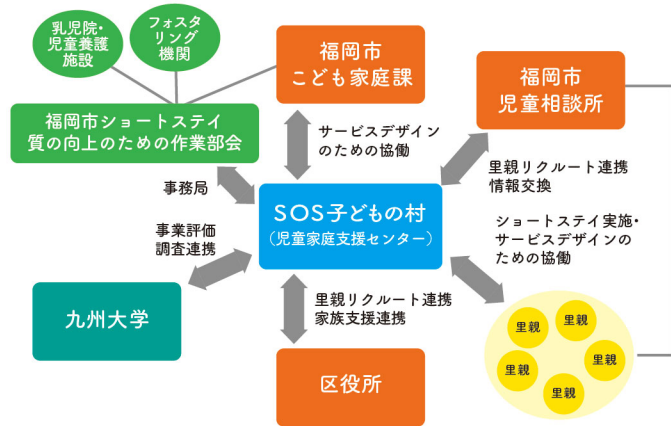 乳児院・
児童養護
施設
フォスタ
リング
機関
福岡市
こども家庭課
福岡市
児童相談所
福岡市ショートステイ
質の向上のための作業部会
サービスデザイン
のための協働
里親リクルート連携
情報交換
事務局
SOS子どもの村
（児童家庭支援センター）
事業評価
調査連携
ショートステイ実施・
サービスデザインの
ための協働
九州大学
里親リクルート連携
家族支援連携
区役所
里親
里親
里親
里親
里親